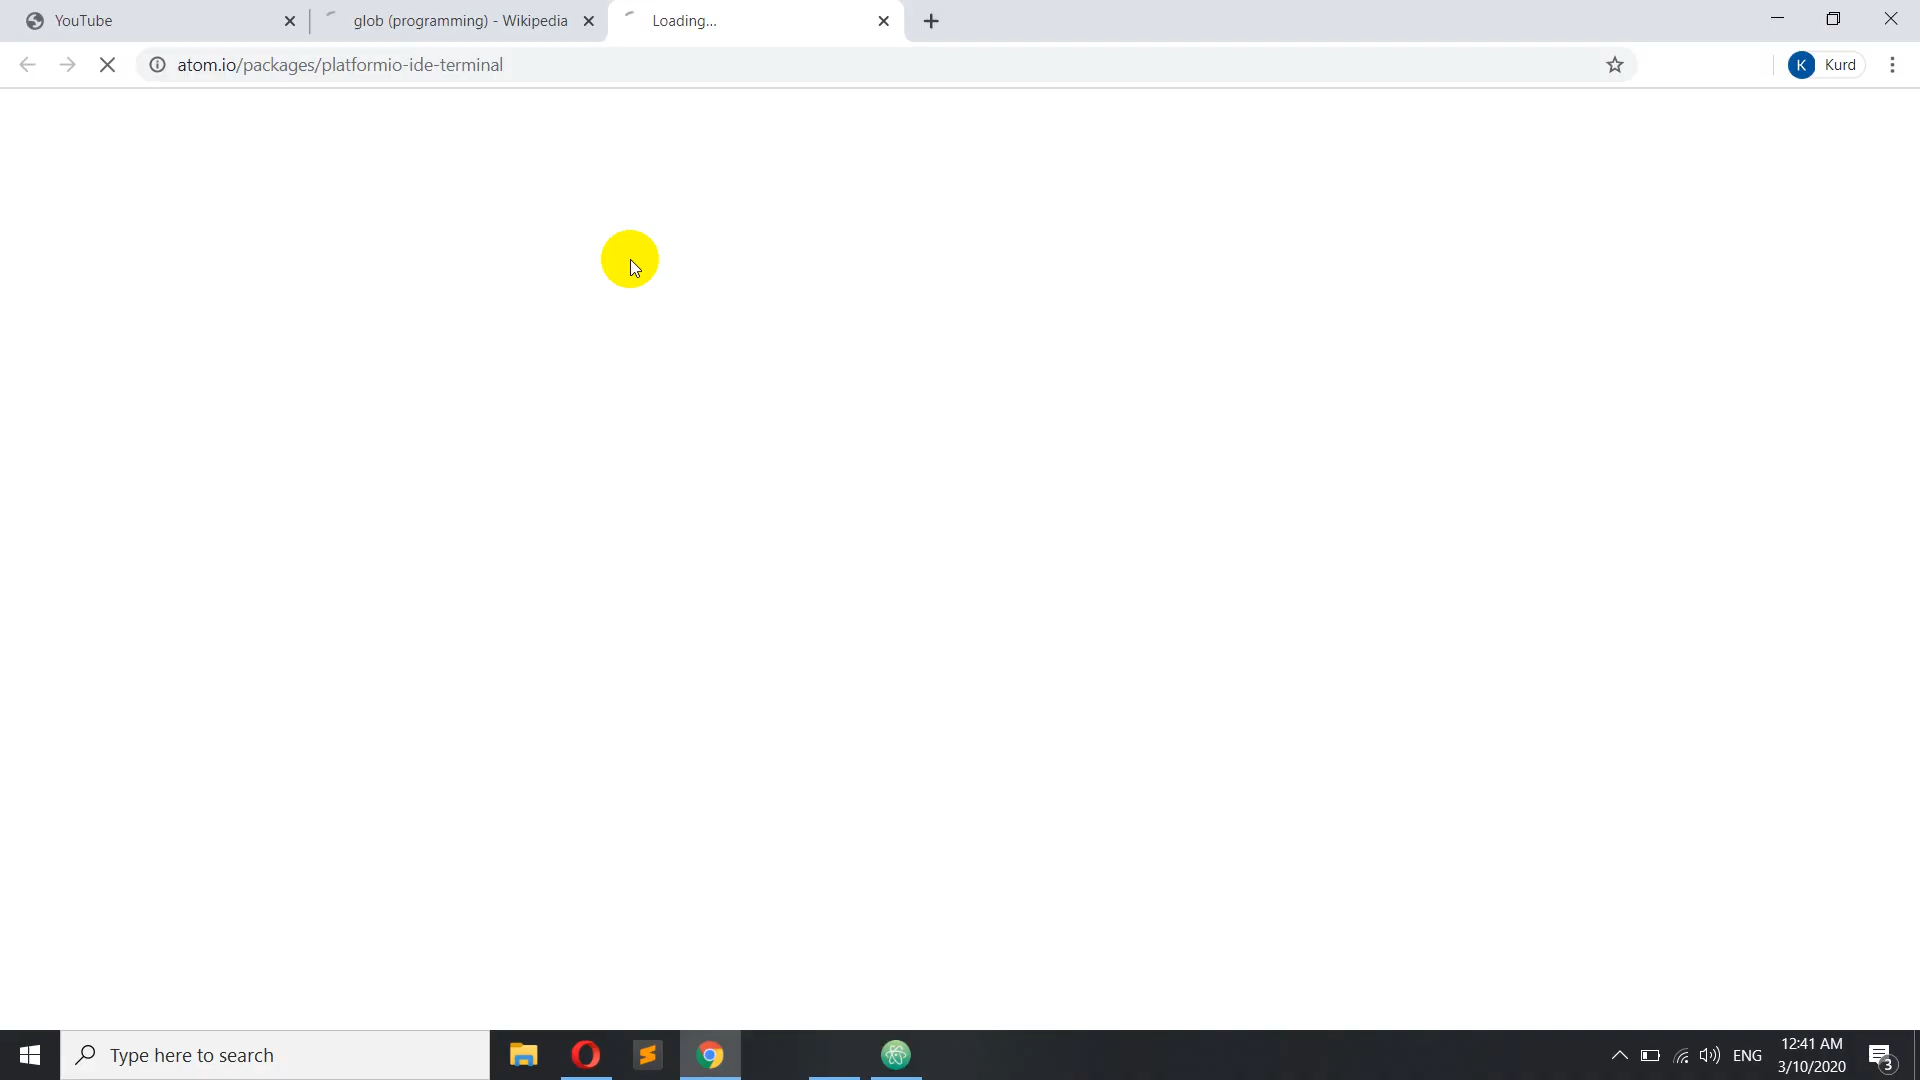 YouTube
glob (programming) - Wikipedia
Loading...
atom.io/packages/platformio-ide-terminal
K
Kurd
Type here to search
ENG
12:41 AM
3/10/2020
3